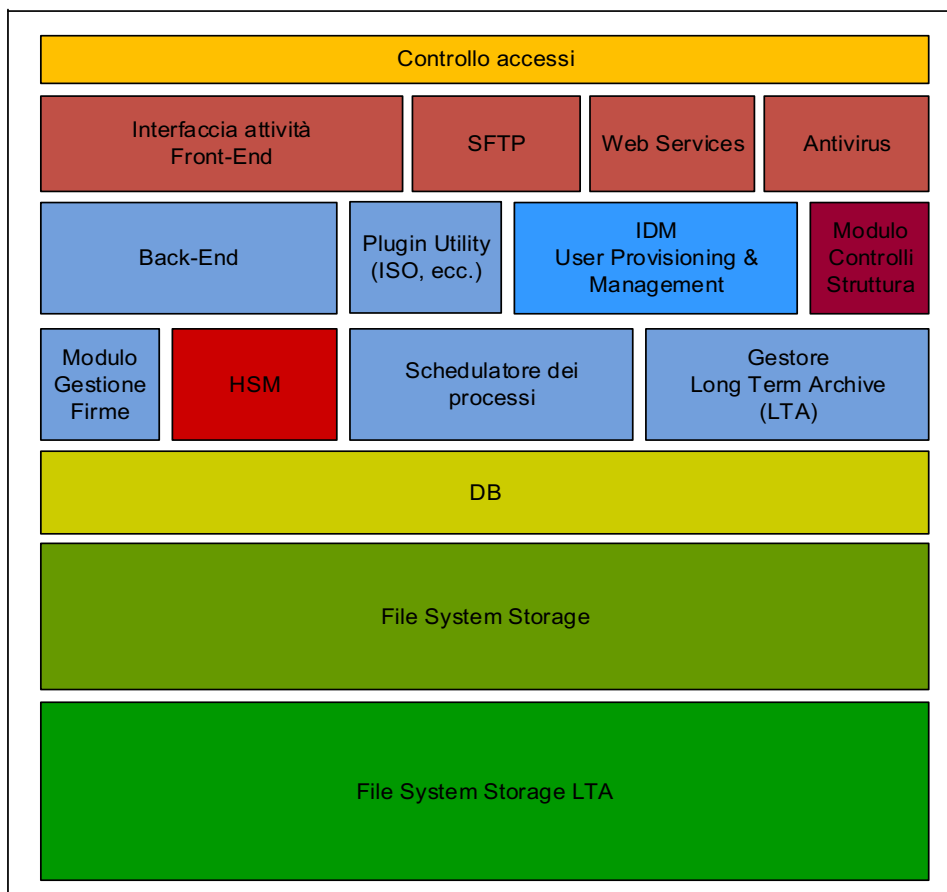 Controllo accessi
Interfaccia attività
Front-End
SFTP
Web Services
Antivirus
Back-End
Plugin Utility
(ISO, ecc.)
IDM
User Provisioning &
Management
Modulo
Controlli
Struttura
Modulo
Gestione
Firme
HSM
Schedulatore dei
processi
Gestore
Long Term Archive
(LTA)
DB
File System Storage
File System Storage LTA